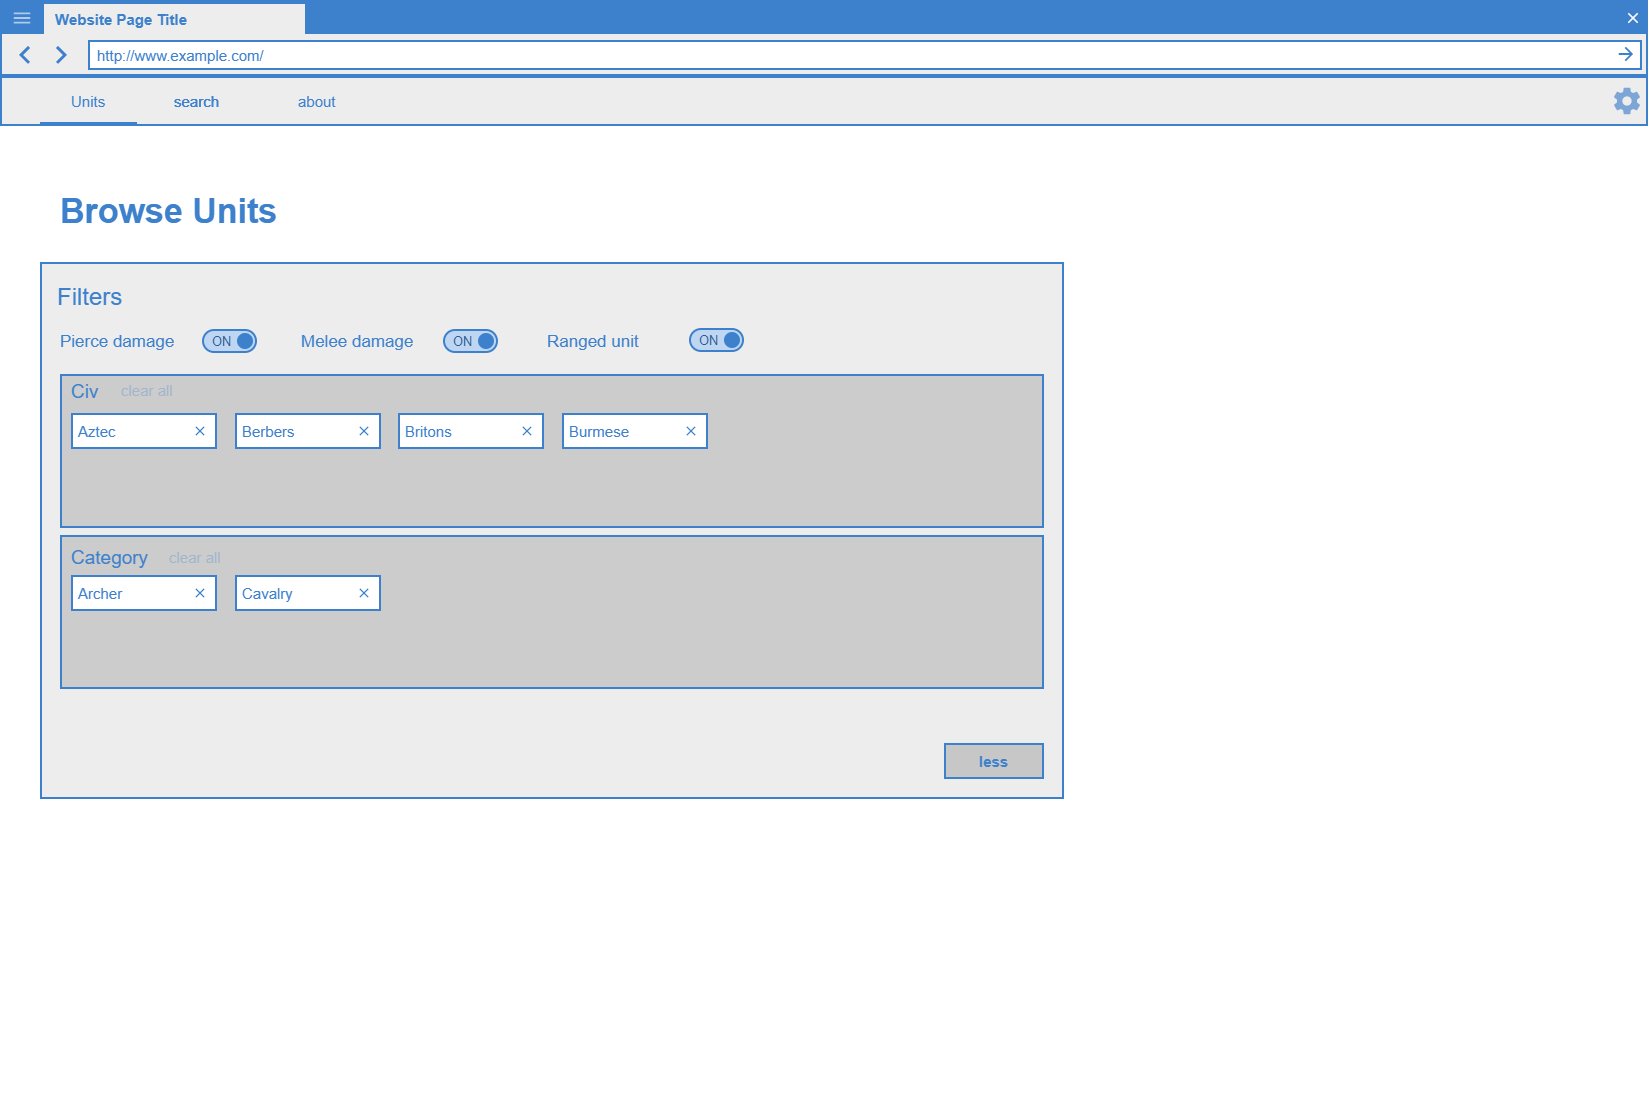 Website Page Title
http://www.example.com/
Units search about
Browse Units
Filters
Pierce damage ON Melee damage ON Ranged unit ON
Civ clear all
Aztec Berbers Britons Burmese
Category clear all
Archer Cavalry
less